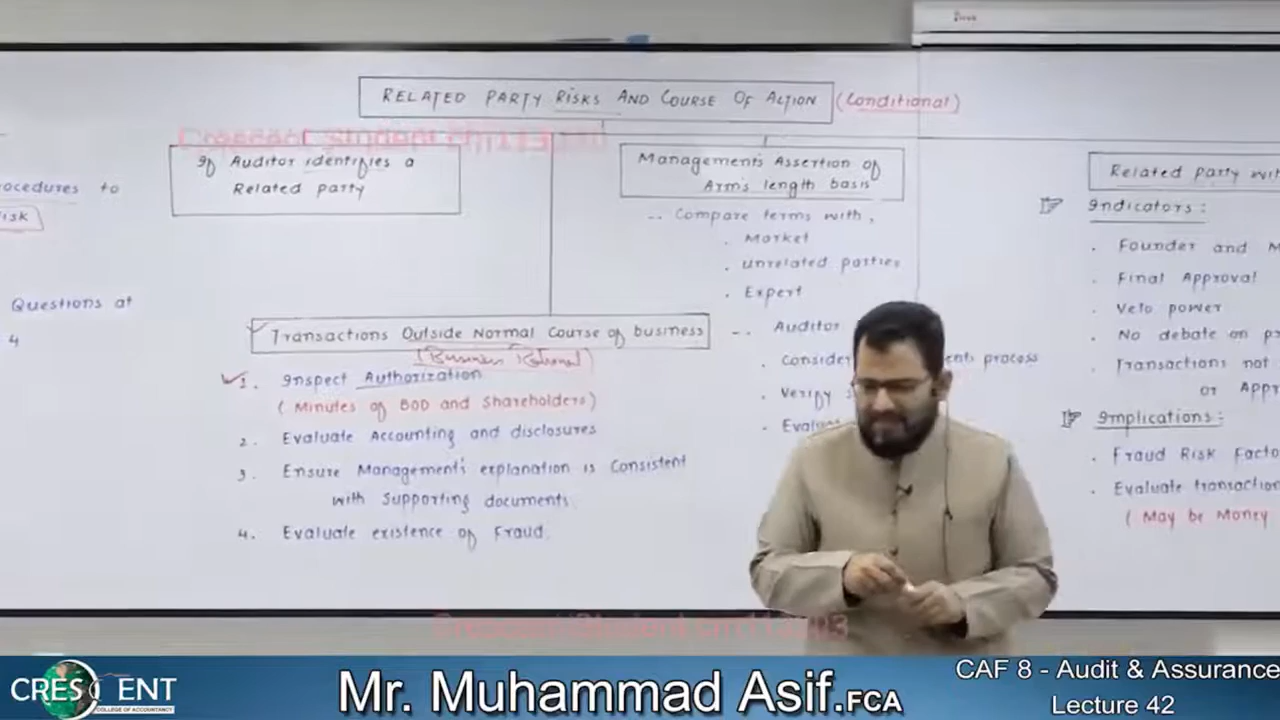 RELATED PARTY RISKS AND COURSE OF ACTION (Conditional)
If Auditor identifies a
Related party
Management's Assertion of
Arms length basis
-- Compare terms with,
. Market
. Unrelated parties
. Expert
-- Auditor
. Consider process
. Verify
Related party with
Indicators:
. Founder and
. Final Approval
. Veto power
. No debate on
. Transactions not
or
Implications:
. Fraud Risk
. Evaluate
(May be Money
to
Questions at
4
Transactions Outside Normal Course of business
(Business Rational)
1. Inspect Authorization
(Minutes of BOD and Shareholders)
2. Evaluate Accounting and disclosures
3. Ensure Management's explanation is Consistent
with Supporting documents.
4. Evaluate existence of Fraud.
CRESCENT
COLLEGE OF ACCOUNTANCY
Mr. Muhammad Asif.FCA
CAF 8 - Audit & Assurance
Lecture 42